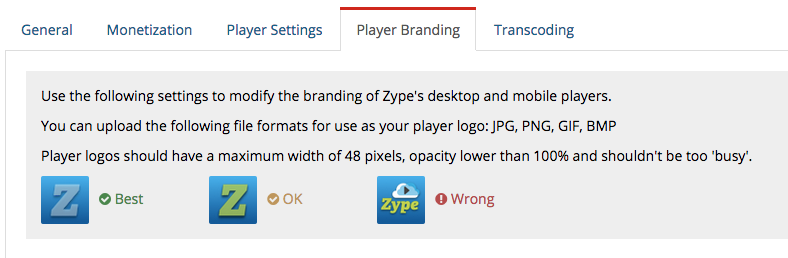 General Monetization Player Settings Player Branding Transcoding
Use the following settings to modify the branding of Zype's desktop and mobile players.
You can upload the following file formats for use as your player logo: JPG, PNG, GIF, BMP
Player logos should have a maximum width of 48 pixels, opacity lower than 100% and shouldn't be too 'busy'.
Z Best Z OK Zype Wrong